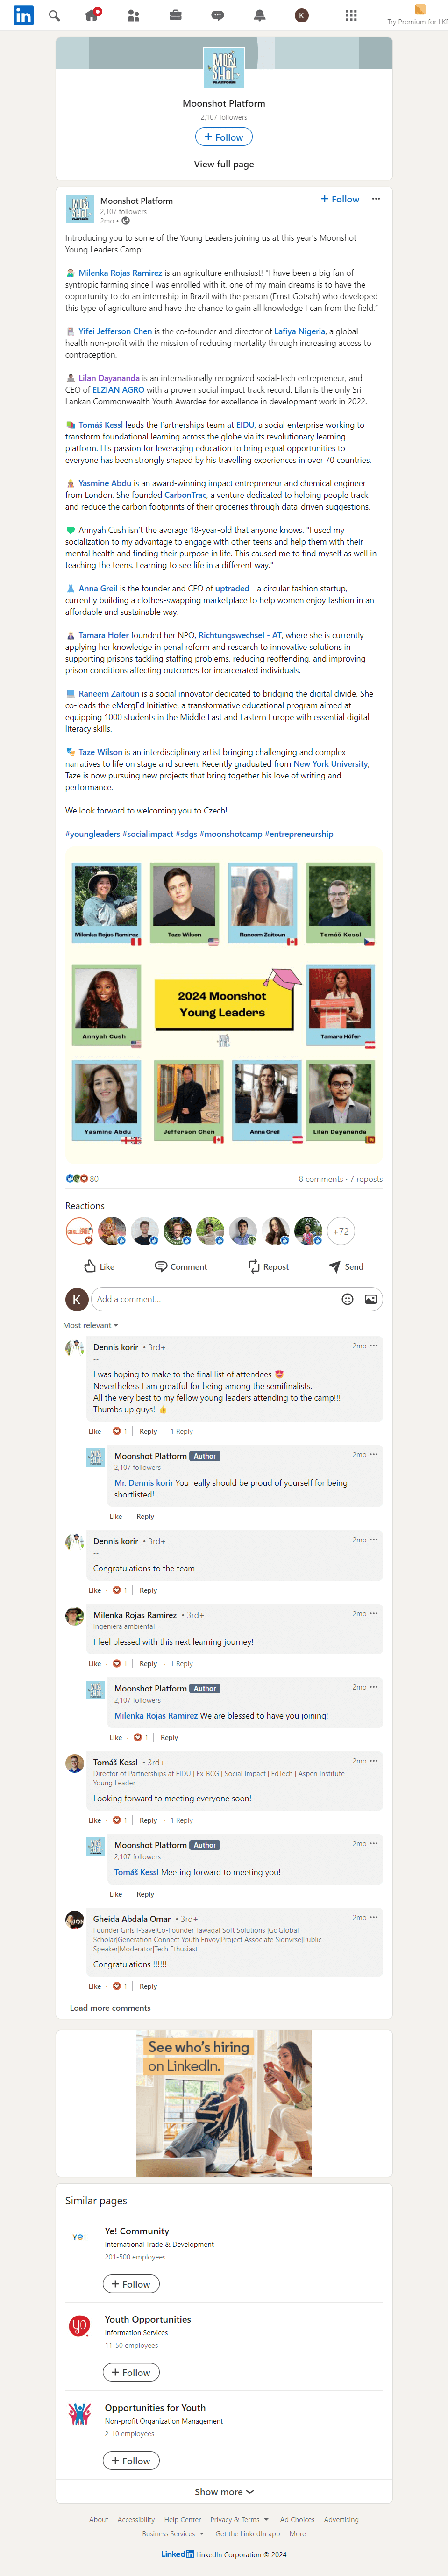 in
K
Try Premium for LKR
MOON
SHOT
PLATFORM
Moonshot Platform
2,107 followers
+ Follow
View full page
Moonshot Platform
2,107 followers
2mo •
+ Follow
Introducing you to some of the Young Leaders joining us at this year's Moonshot
Young Leaders Camp:
Milenka Rojas Ramirez is an agriculture enthusiast! "I have been a big fan of
syntropic farming since I was enrolled with it, one of my main dreams is to have the
opportunity to do an internship in Brazil with the person (Ernst Gotsch) who developed
this type of agriculture and have the chance to gain all knowledge I can from the field."
Yifei Jefferson Chen is the co-founder and director of Lafiya Nigeria, a global
health non-profit with the mission of reducing mortality through increasing access to
contraception.
Lilan Dayananda is an internationally recognized social-tech entrepreneur, and
CEO of ELZIAN AGRO with a proven social impact track record. Lilan is the only Sri
Lankan Commonwealth Youth Awardee for excellence in development work in 2022.
Tomáš Kessl leads the Partnerships team at EIDU, a social enterprise working to
transform foundational learning across the globe via its revolutionary learning
platform. His passion for leveraging education to bring equal opportunities to
everyone has been strongly shaped by his travelling experiences in over 70 countries.
Yasmine Abdu is an award-winning impact entrepreneur and chemical engineer
from London. She founded CarbonTrac, a venture dedicated to helping people track
and reduce the carbon footprints of their groceries through data-driven suggestions.
Annyah Cush isn't the average 18-year-old that anyone knows. "I used my
socialization to my advantage to engage with other teens and help them with their
mental health and finding their purpose in life. This caused me to find myself as well in
teaching the teens. Learning to see life in a different way."
Anna Greil is the founder and CEO of uptraded - a circular fashion startup,
currently building a clothes-swapping marketplace to help women enjoy fashion in an
affordable and sustainable way.
Tamara Höfer founded her NPO, Richtungswechsel - AT, where she is currently
applying her knowledge in penal reform and research to innovative solutions in
supporting prisons tackling staffing problems, reducing reoffending, and improving
prison conditions affecting outcomes for incarcerated individuals.
Raneem Zaitoun is a social innovator dedicated to bridging the digital divide. She
co-leads the eMergEd Initiative, a transformative educational program aimed at
equipping 1000 students in the Middle East and Eastern Europe with essential digital
literacy skills.
Taze Wilson is an interdisciplinary artist bringing challenging and complex
narratives to life on stage and screen. Recently graduated from New York University,
Taze is now pursuing new projects that bring together his love of writing and
performance.
We look forward to welcoming you to Czech!
#youngleaders #socialimpact #sdgs #moonshotcamp #entrepreneurship
Milenka Rojas Ramirez
Taze Wilson
Raneem Zaitoun
Tomáš Kessl
Annyah Cush
2024 Moonshot
Young Leaders
Tamara Höfer
Yasmine Abdu
Jefferson Chen
Anna Greil
Lilan Dayananda
80
8 comments · 7 reposts
Reactions
+72
Like
Comment
Repost
Send
K
Add a comment...
Most relevant
Dennis korir • 3rd+
2mo
--
I was hoping to make to the final list of attendees 😍
Nevertheless I am greatful for being among the semifinalists.
All the very best to my fellow young leaders attending to the camp!!!
Thumbs up guys! 👍
Like · 1 | Reply · 1 Reply
Moonshot Platform Author
2mo
2,107 followers
Mr. Dennis korir You really should be proud of yourself for being
shortlisted!
Like | Reply
Dennis korir • 3rd+
2mo
--
Congratulations to the team
Like · 1 | Reply
Milenka Rojas Ramirez • 3rd+
2mo
Ingeniera ambiental
I feel blessed with this next learning journey!
Like · 1 | Reply · 1 Reply
Moonshot Platform Author
2mo
2,107 followers
Milenka Rojas Ramirez We are blessed to have you joining!
Like · 1 | Reply
Tomáš Kessl • 3rd+
2mo
Director of Partnerships at EIDU | Ex-BCG | Social Impact | EdTech | Aspen Institute
Young Leader
Looking forward to meeting everyone soon!
Like · 1 | Reply · 1 Reply
Moonshot Platform Author
2mo
2,107 followers
Tomáš Kessl Meeting forward to meeting you!
Like | Reply
Gheida Abdala Omar • 3rd+
2mo
Founder Girls I-Save|Co-Founder Tawaqal Soft Solutions |Gc Global
Scholar|Generation Connect Youth Envoy|Project Associate Signvrse|Public
Speaker|Moderator|Tech Ethusiast
Congratulations !!!!!!
Like · 1 | Reply
Load more comments
See who's hiring
on LinkedIn.
Similar pages
ye!
Ye! Community
International Trade & Development
201-500 employees
+ Follow
yo
Youth Opportunities
Information Services
11-50 employees
+ Follow
Opportunities for Youth
Non-profit Organization Management
2-10 employees
+ Follow
Show more
About Accessibility Help Center Privacy & Terms Ad Choices Advertising
Business Services Get the LinkedIn app More
Linkedin LinkedIn Corporation © 2024